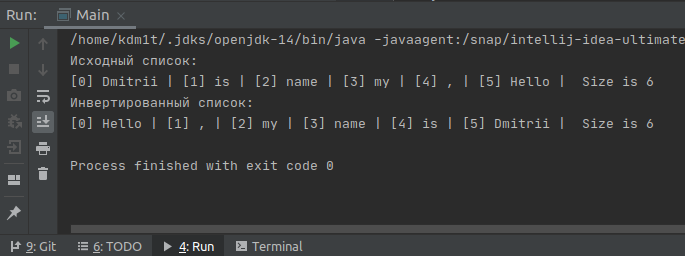 Run: Main ×
/home/kdm1t/.jdks/openjdk-14/bin/java -javaagent:/snap/intellij-idea-ultimate
Исходный список:
[0] Dmitrii | [1] is | [2] name | [3] my | [4] , | [5] Hello |  Size is 6
Инвертированный список:
[0] Hello | [1] , | [2] my | [3] name | [4] is | [5] Dmitrii |  Size is 6
Process finished with exit code 0
9: Git 6: TODO 4: Run Terminal